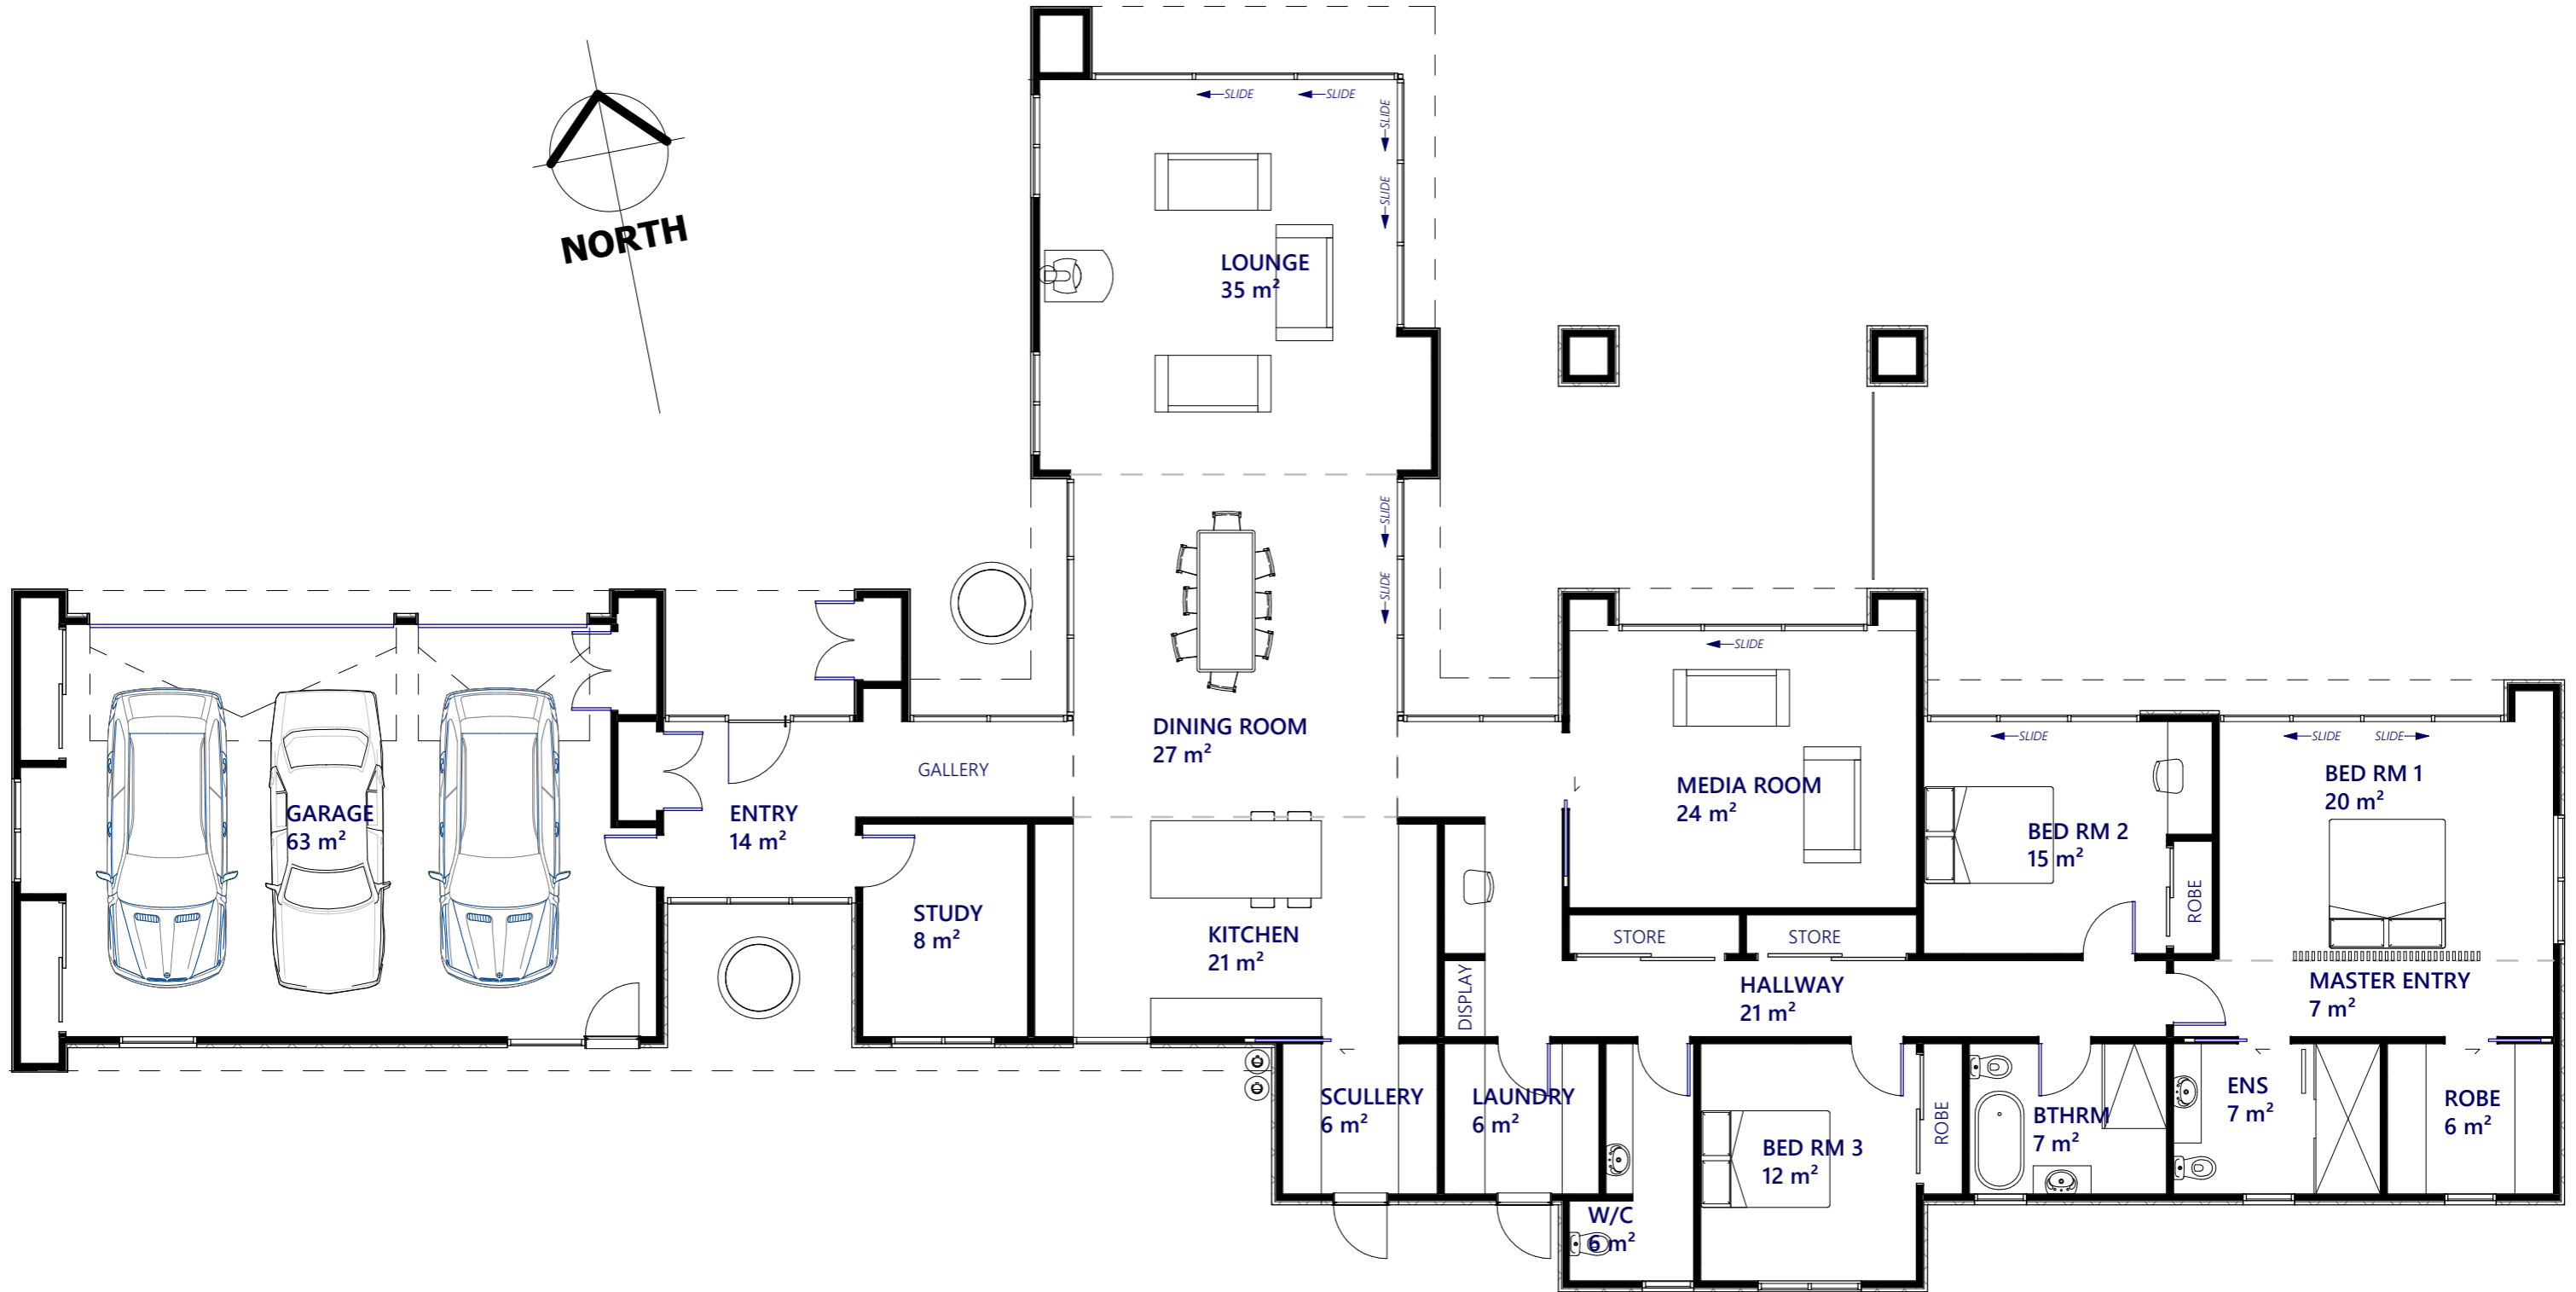 SLIDE
SLIDE
SLIDE
SLIDE
NORTH
LOUNGE
35 m²
SLIDE
SLIDE
DINING ROOM
27 m²
SLIDE
SLIDE
SLIDE
SLIDE
GALLERY
GARAGE
63 m²
ENTRY
14 m²
MEDIA ROOM
24 m²
BED RM 2
15 m²
BED RM 1
20 m²
ROBE
STUDY
8 m²
KITCHEN
21 m²
STORE
STORE
DISPLAY
HALLWAY
21 m²
MASTER ENTRY
7 m²
SCULLERY
6 m²
LAUNDRY
6 m²
BED RM 3
12 m²
ROBE
BTHRM
7 m²
ENS
7 m²
ROBE
6 m²
W/C
6 m²